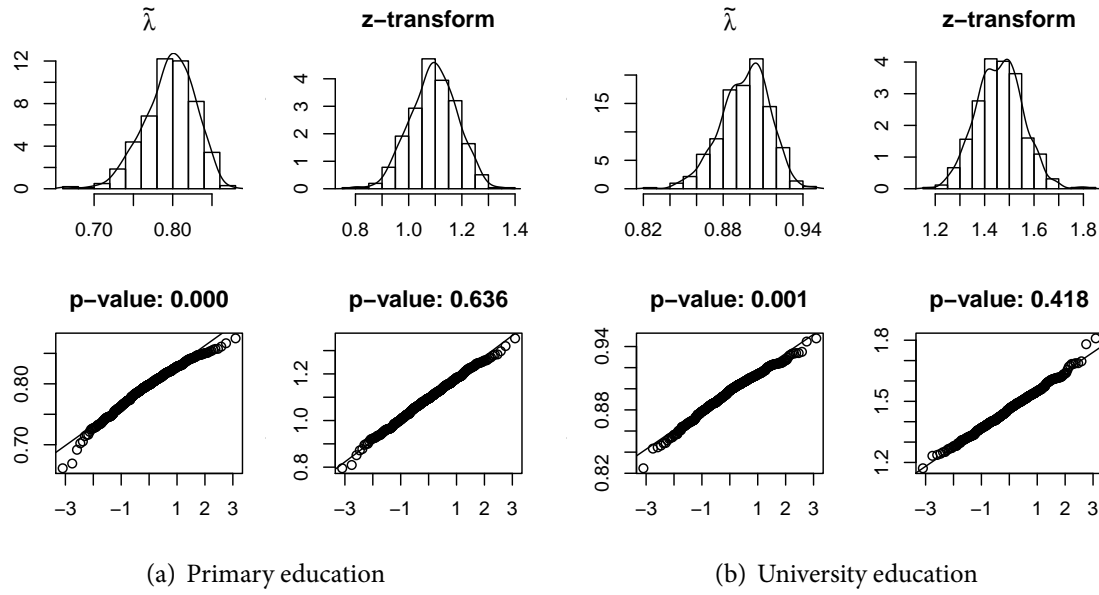 λ̃
z−transform
λ̃
z−transform
12
8
4
0
0.70 0.80
4
3
2
1
0
0.8 1.0 1.2 1.4
15
5
0
0.82 0.88 0.94
4
3
2
1
0
1.2 1.4 1.6 1.8
p−value: 0.000
p−value: 0.636
p−value: 0.001
p−value: 0.418
0.80
0.70
−3 −1 1 2 3
1.2
1.0
0.8
−3 −1 1 2 3
0.94
0.88
0.82
−3 −1 1 2 3
1.8
1.5
1.2
−3 −1 1 2 3
(a) Primary education
(b) University education